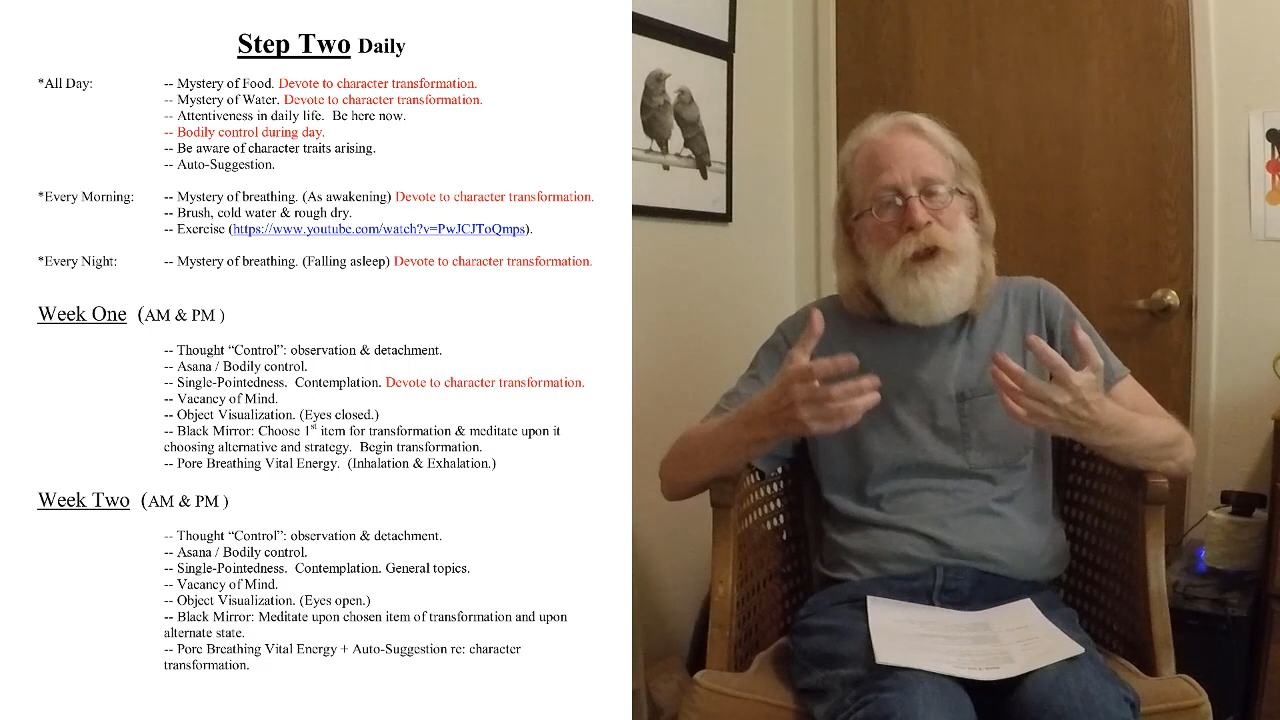 Step Two Daily
*All Day: -- Mystery of Food. Devote to character transformation.
-- Mystery of Water. Devote to character transformation.
-- Attentiveness in daily life. Be here now.
-- Bodily control during day.
-- Be aware of character traits arising.
-- Auto-Suggestion.
*Every Morning: -- Mystery of breathing. (As awakening) Devote to character transformation.
-- Brush, cold water & rough dry.
-- Exercise (https://www.youtube.com/watch?v=PwJCJToQmps).
*Every Night: -- Mystery of breathing. (Falling asleep) Devote to character transformation.
Week One (AM & PM )
-- Thought “Control”: observation & detachment.
-- Asana / Bodily control.
-- Single-Pointedness. Contemplation. Devote to character transformation.
-- Vacancy of Mind.
-- Object Visualization. (Eyes closed.)
-- Black Mirror: Choose 1st item for transformation & meditate upon it
choosing alternative and strategy. Begin transformation.
-- Pore Breathing Vital Energy. (Inhalation & Exhalation.)
Week Two (AM & PM )
-- Thought “Control”: observation & detachment.
-- Asana / Bodily control.
-- Single-Pointedness. Contemplation. General topics.
-- Vacancy of Mind.
-- Object Visualization. (Eyes open.)
-- Black Mirror: Meditate upon chosen item of transformation and upon
alternate state.
-- Pore Breathing Vital Energy + Auto-Suggestion re: character
transformation.